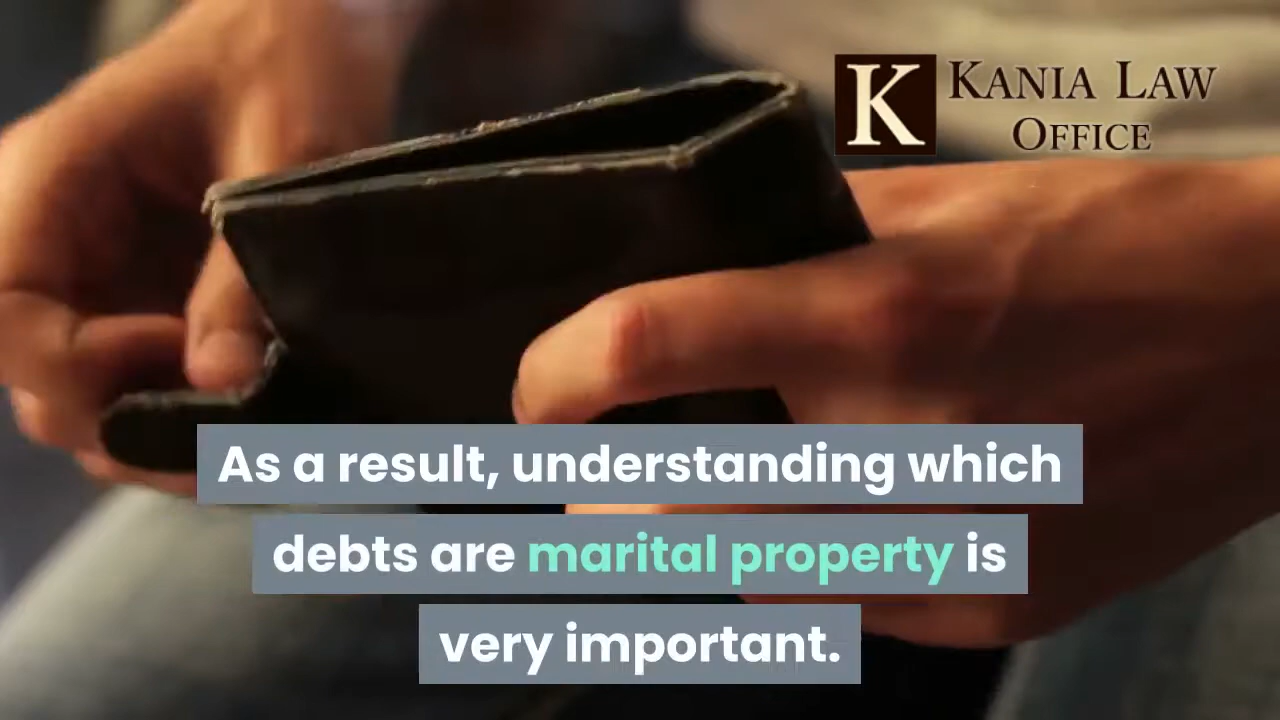 K
KANIA LAW
OFFICE
As a result, understanding which
debts are marital property is
very important.